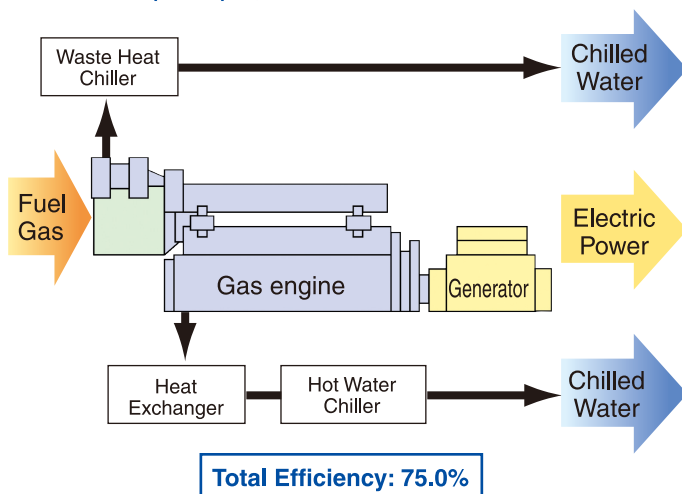 Waste Heat
Chiller
Chilled
Water
Fuel
Gas
Electric
Power
Gas engine
Generator
Heat
Exchanger
Hot Water
Chiller
Chilled
Water
Total Efficiency: 75.0%